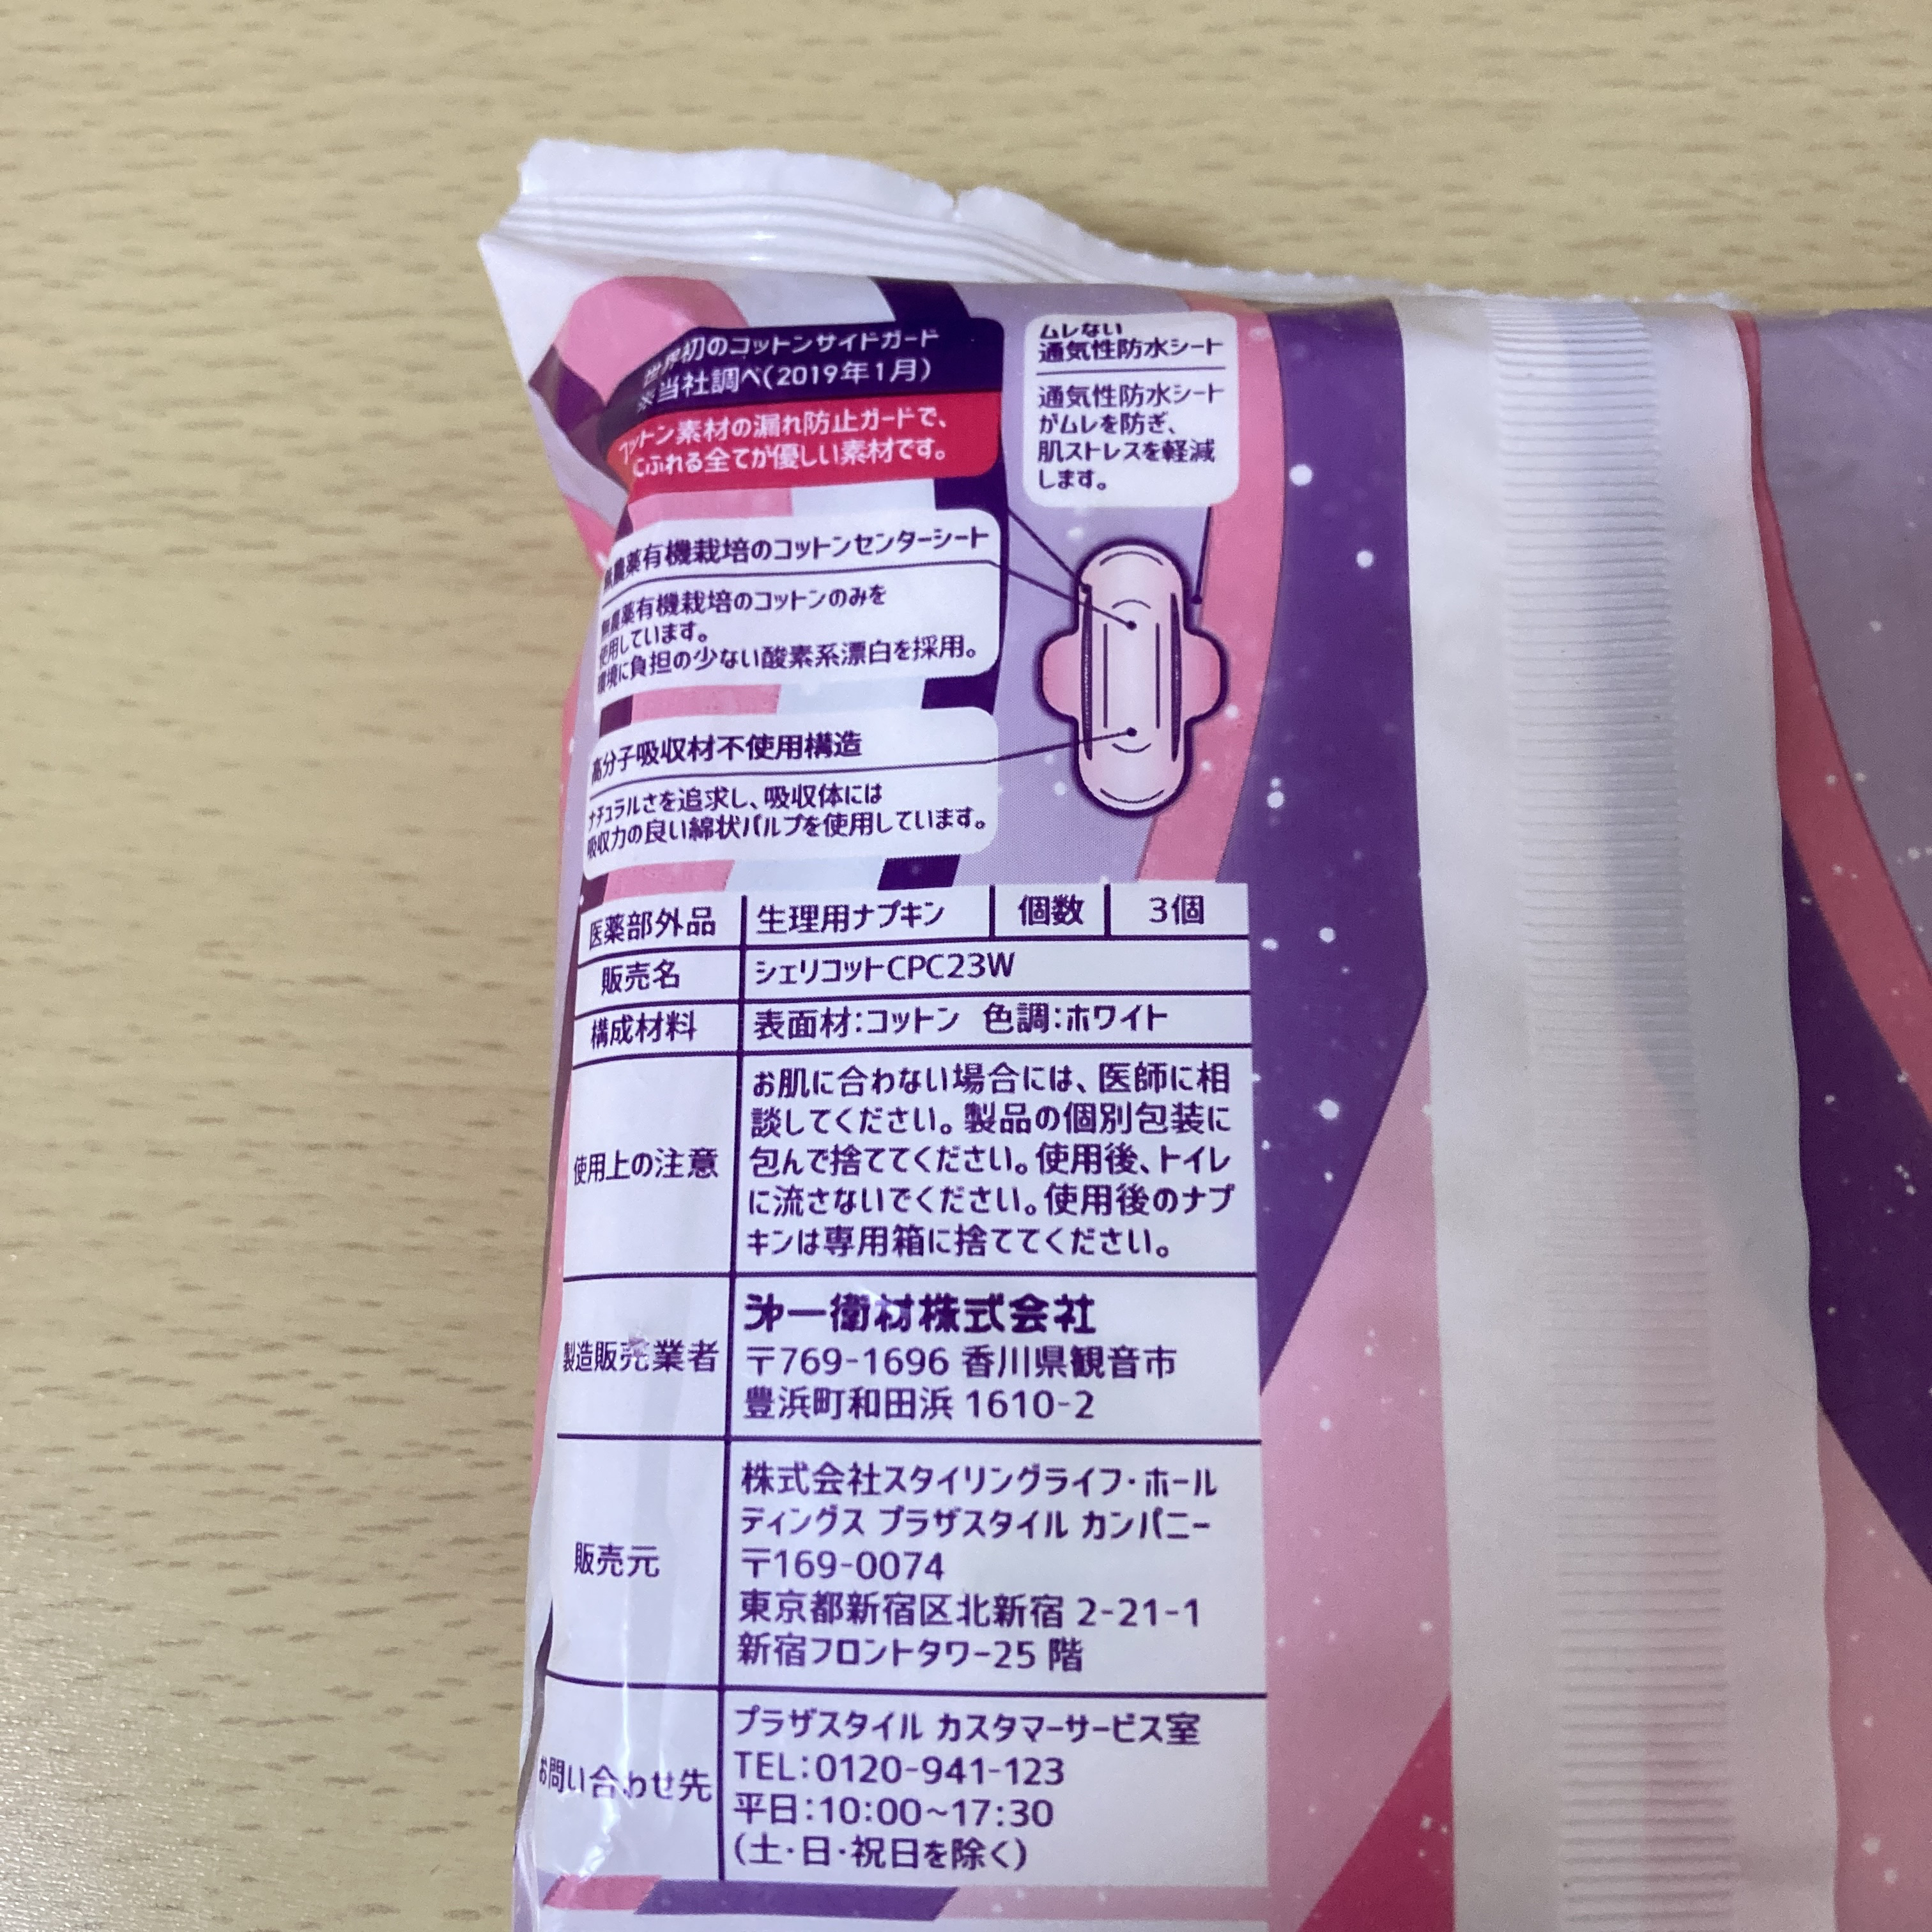 世界初のコットンサイドガード
※当社調べ(2019年1月)
コットン素材の漏れ防止ガードで、
にふれる全てが優しい素材です。
ムレない
通気性防水シート
通気性防水シート
がムレを防ぎ、
肌ストレスを軽減
します。
無農薬有機栽培のコットンセンターシート
無農薬有機栽培のコットンのみを
使用しています。
環境に負担の少ない酸素系漂白を採用。
高分子吸収材不使用構造
ナチュラルさを追求し、吸収体には
吸収力の良い綿状パルプを使用しています。
医薬部外品 生理用ナプキン 個数 3個
販売名 シェリコットCPC23W
構成材料 表面材:コットン 色調:ホワイト
使用上の注意
お肌に合わない場合には、医師に相
談してください。製品の個別包装に
包んで捨ててください。使用後、トイレ
に流さないでください。使用後のナプ
キンは専用箱に捨ててください。
製造販売業者
㐧一衛材株式会社
〒769-1696 香川県観音市
豊浜町和田浜 1610-2
販売元
株式会社スタイリングライフ・ホール
ディングス プラザスタイル カンパニー
〒169-0074
東京都新宿区北新宿 2-21-1
新宿フロントタワー25 階
お問い合わせ先
プラザスタイル カスタマーサービス室
TEL:0120-941-123
平日:10:00~17:30
(土・日・祝日を除く)